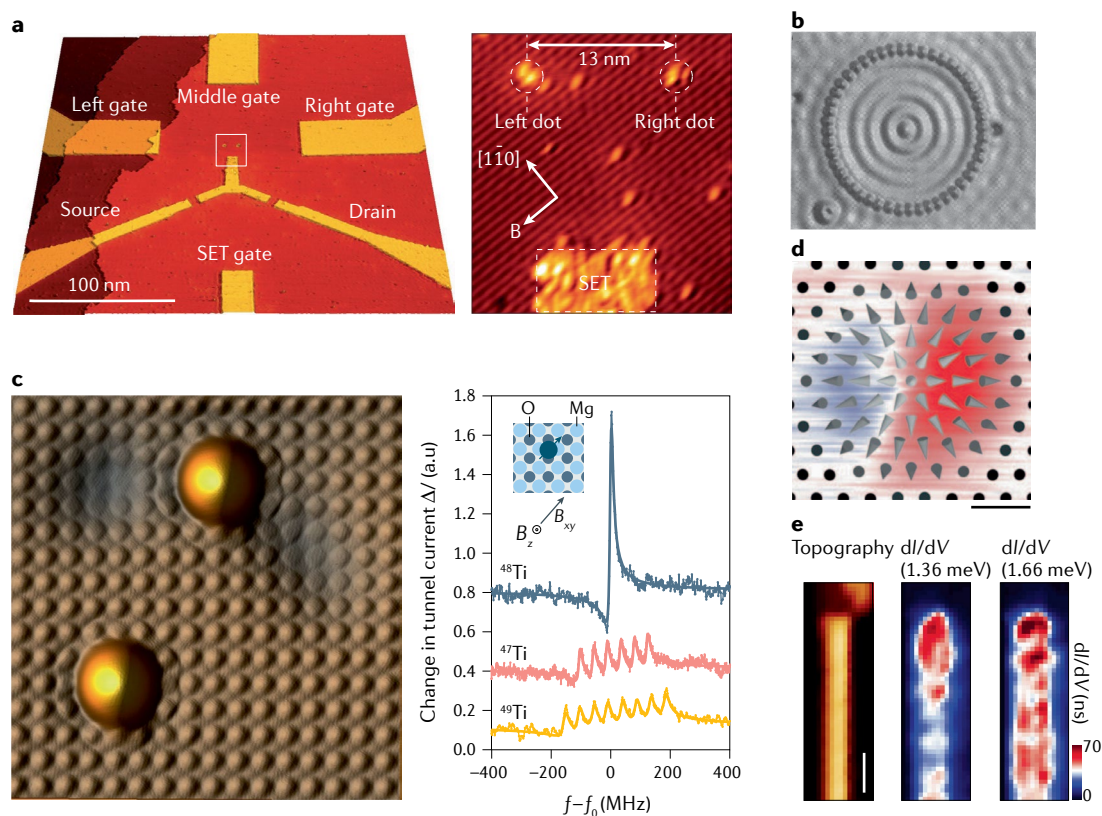 a
Middle gate
Left gate
Right gate
Source
Drain
SET gate
100 nm
13 nm
Left dot
Right dot
[11̄0]
B
SET
b
c
Change in tunnel current Δ/ (a.u)
1.8
1.6
1.4
1.2
1.0
0.8
0.6
0.4
0.2
0.0
O
Mg
B_xy
B_z
⁴⁸Ti
⁴⁷Ti
⁴⁹Ti
−400
−200
0
200
400
f−f₀ (MHz)
d
e
Topography
dI/dV
(1.36 meV)
dI/dV
(1.66 meV)
dI/dV (ns)
70
0